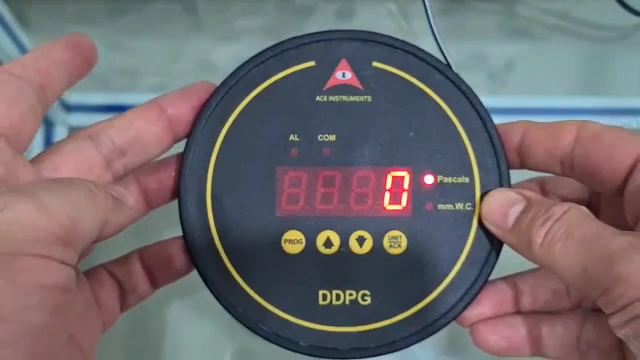 ACE INSTRUMENTS
AL COM
0
Pascals
mm.W.C.
PROG
UNIT
ACK
DDPG